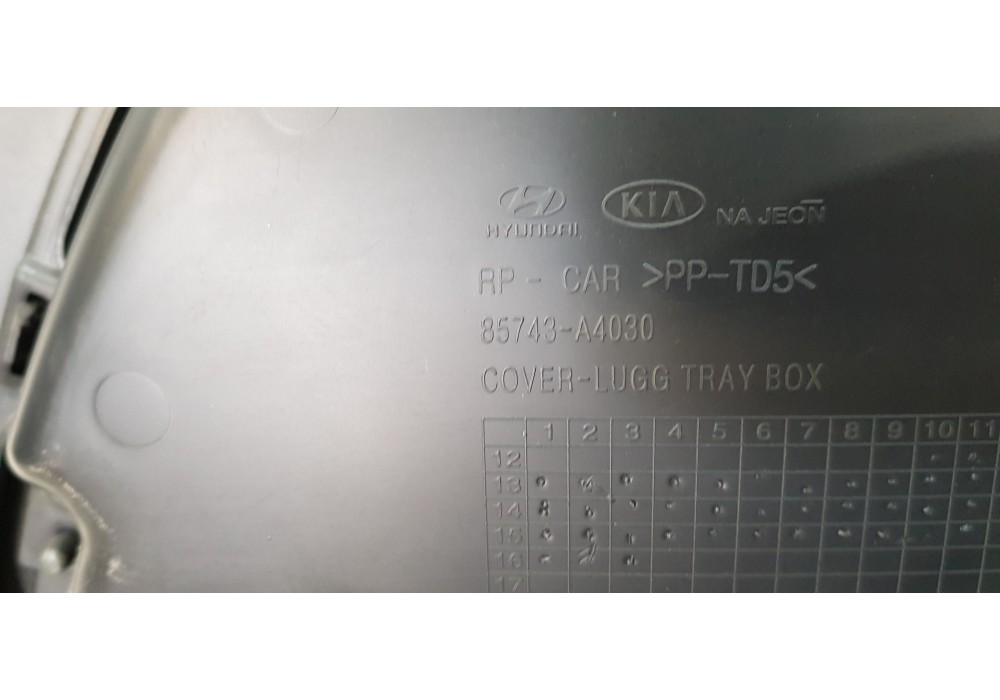 HYUNDAI KIA NA JEON
RP - CAR >PP-TD5<
85743-A4030
COVER-LUGG TRAY BOX
1 2 3 4 5 6 7 8 9 10 11
12
13
14
15
16
17